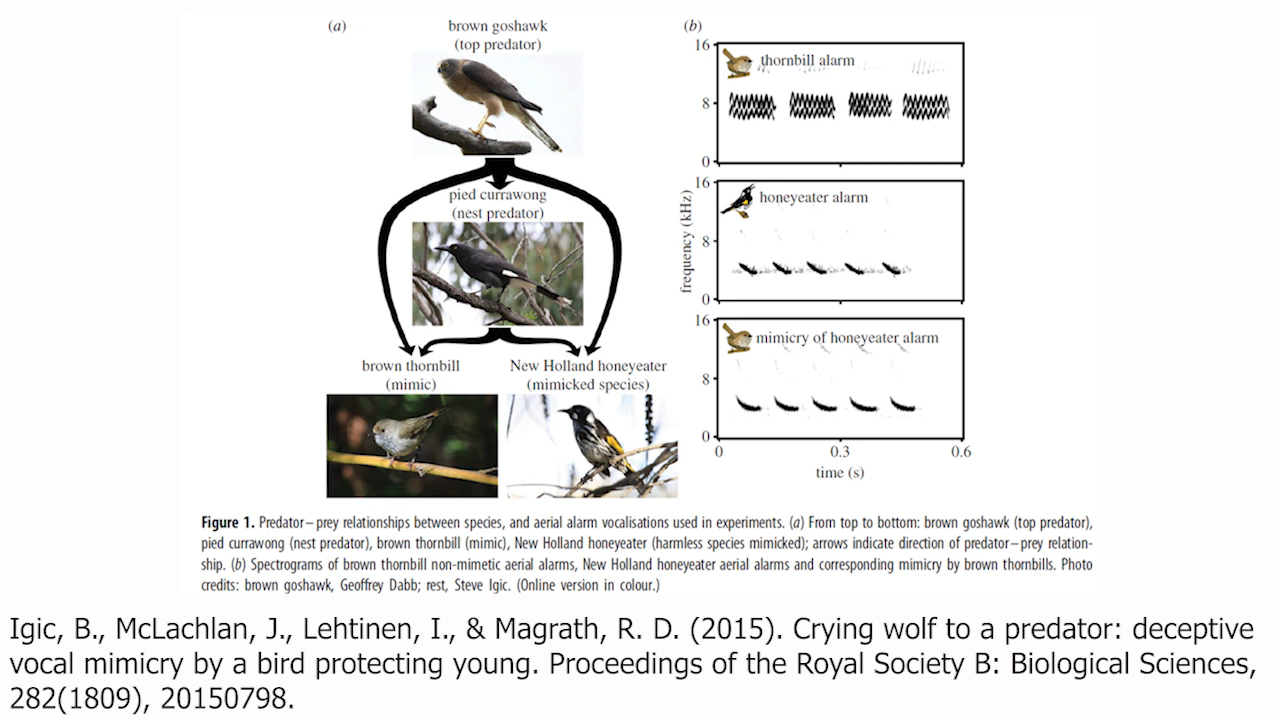 (a)
brown goshawk
(top predator)
pied currawong
(nest predator)
brown thornbill
(mimic)
New Holland honeyeater
(mimicked species)
(b)
16
thornbill alarm
8
0
16
honeyeater alarm
8
0
16
mimicry of honeyeater alarm
8
0
frequency (kHz)
0
0.3
0.6
time (s)
Figure 1. Predator–prey relationships between species, and aerial alarm vocalisations used in experiments. (a) From top to bottom: brown goshawk (top predator),
pied currawong (nest predator), brown thornbill (mimic), New Holland honeyeater (harmless species mimicked); arrows indicate direction of predator–prey relation-
ship. (b) Spectrograms of brown thornbill non-mimetic aerial alarms, New Holland honeyeater aerial alarms and corresponding mimicry by brown thornbills. Photo
credits: brown goshawk, Geoffrey Dabb; rest, Steve Igic. (Online version in colour.)
Igic, B., McLachlan, J., Lehtinen, I., & Magrath, R. D. (2015). Crying wolf to a predator: deceptive
vocal mimicry by a bird protecting young. Proceedings of the Royal Society B: Biological Sciences,
282(1809), 20150798.